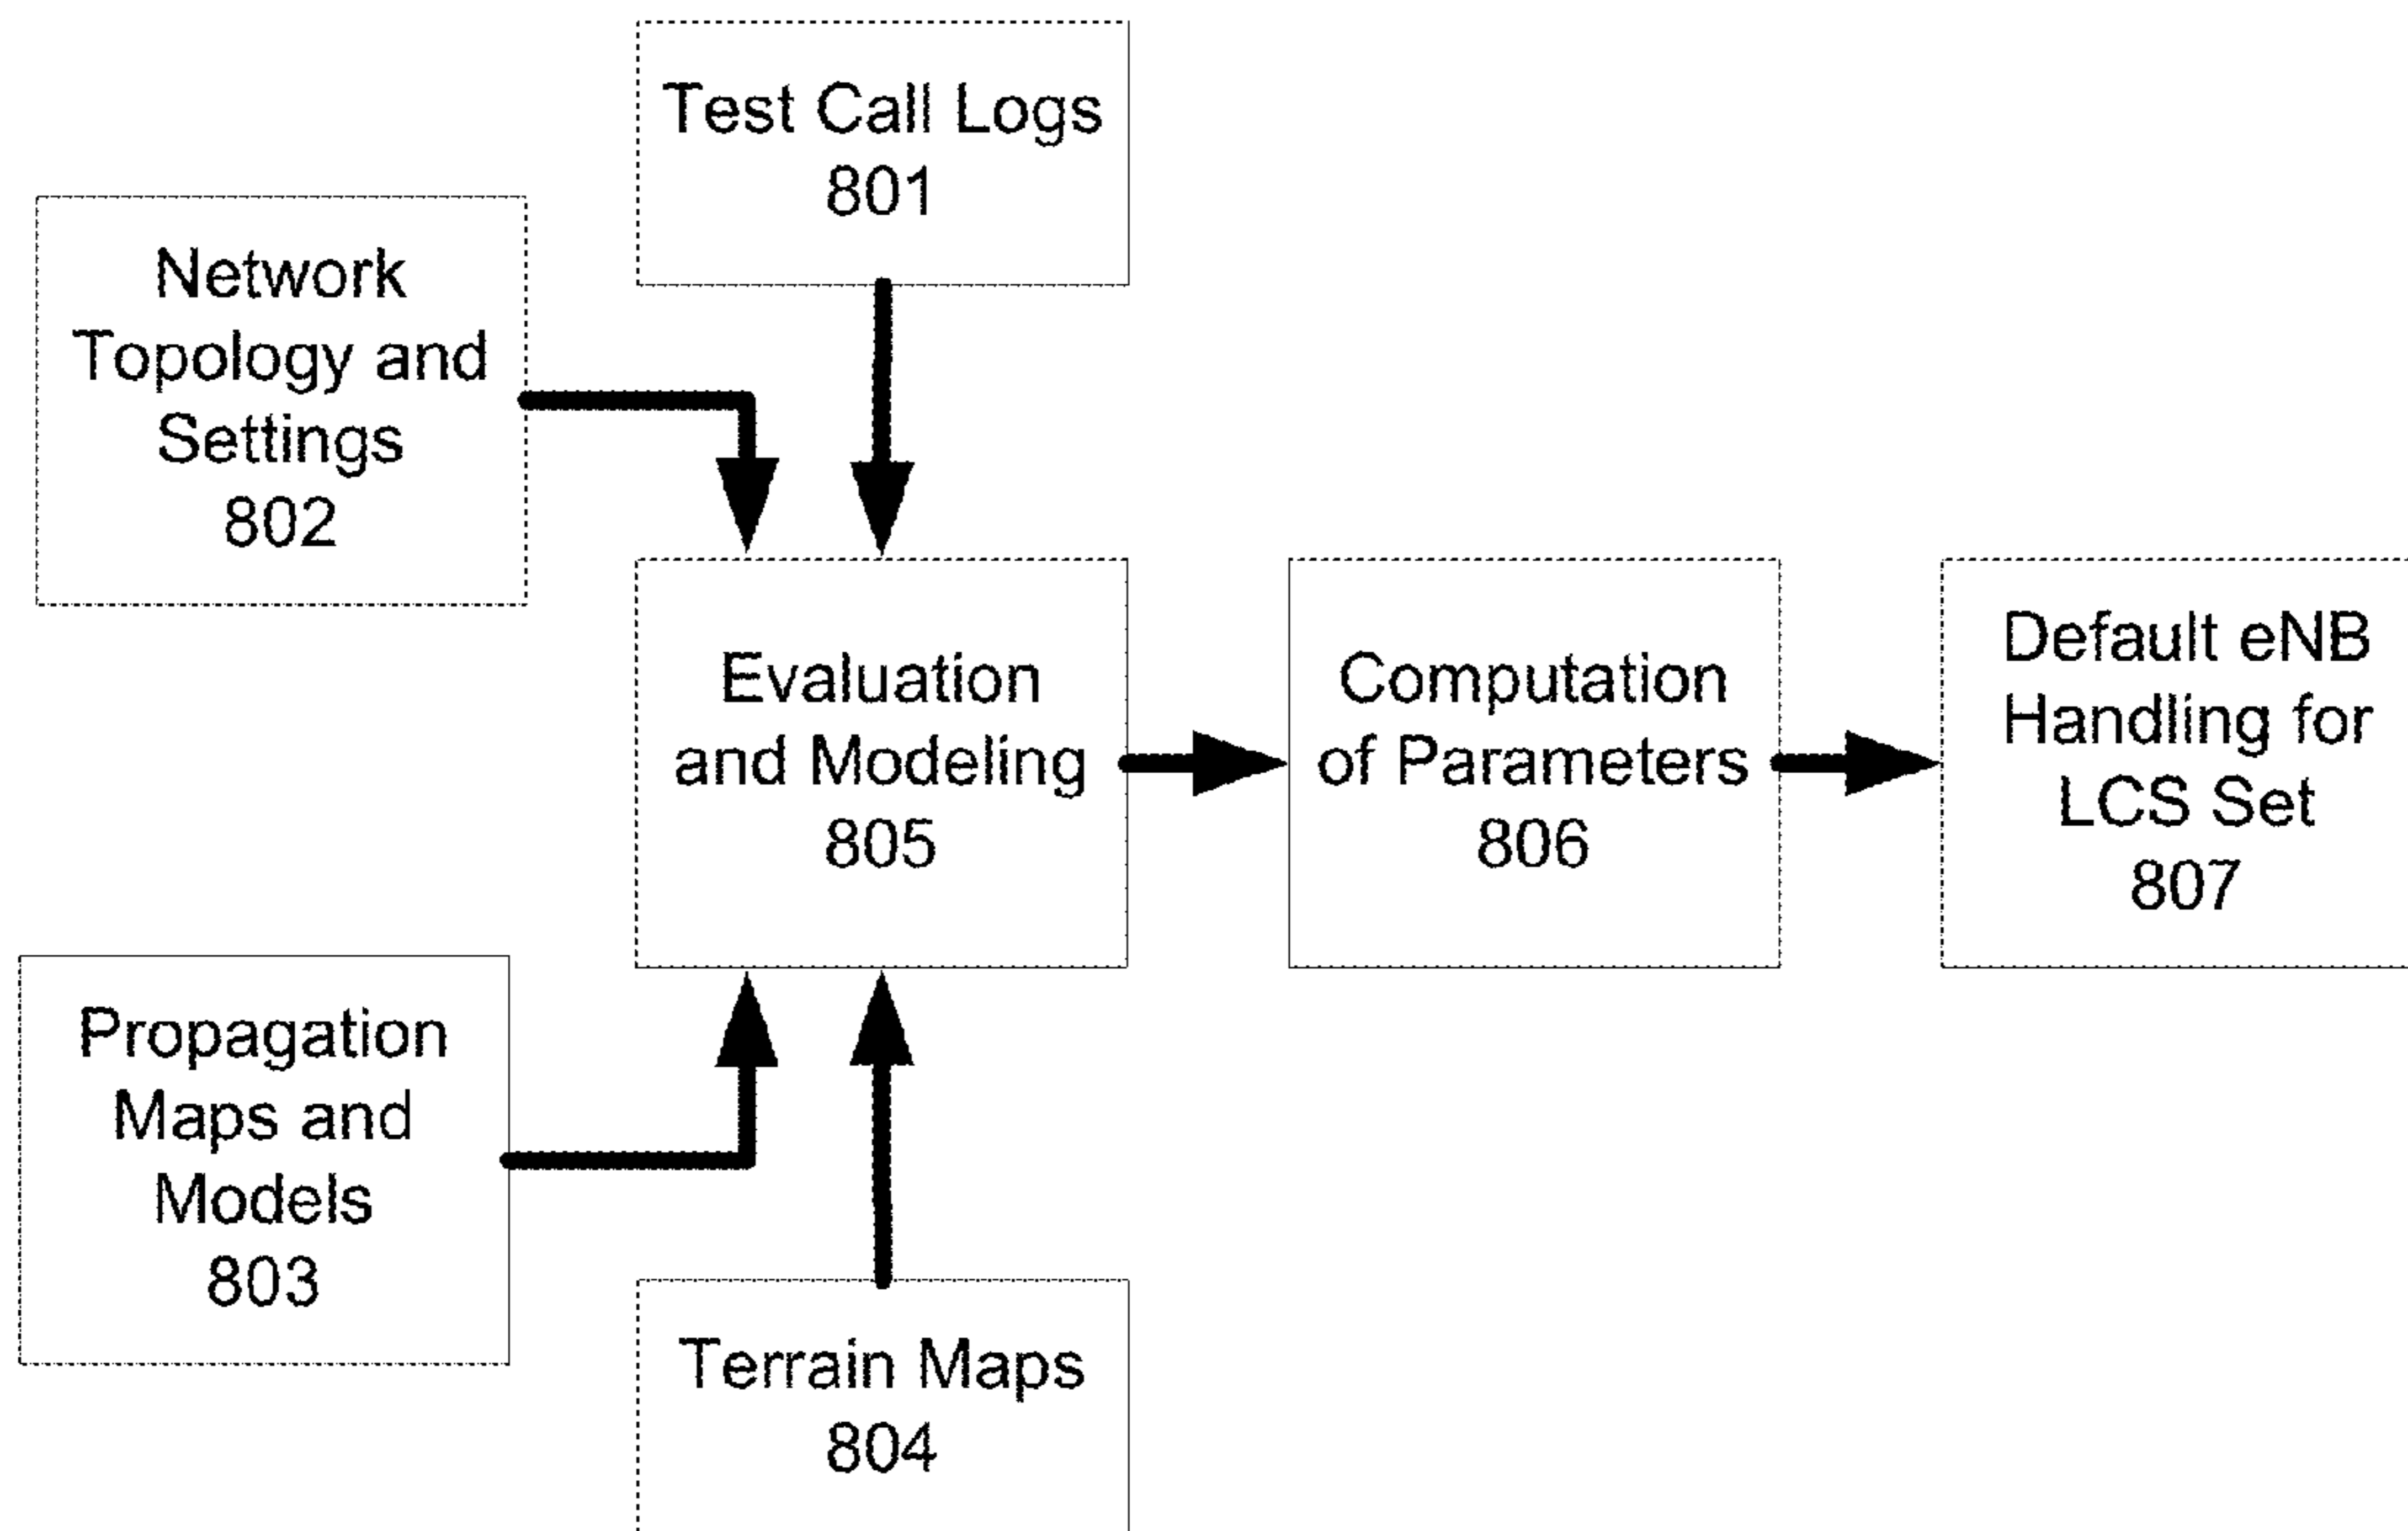 Test Call Logs
801
Network
Topology and
Settings
802
Evaluation
and Modeling
805
Computation
of Parameters
806
Default eNB
Handling for
LCS Set
807
Propagation
Maps and
Models
803
Terrain Maps
804